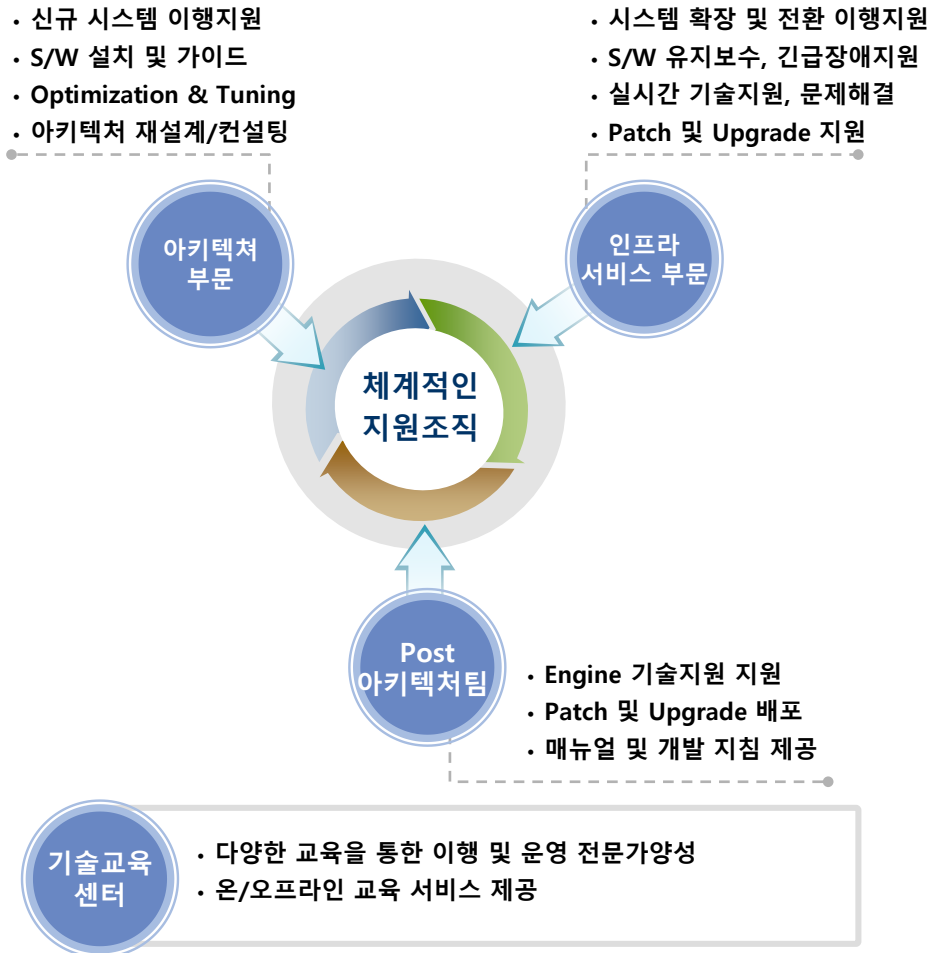 • 신규 시스템 이행지원
• S/W 설치 및 가이드
• Optimization & Tuning
• 아키텍처 재설계/컨설팅
• 시스템 확장 및 전환 이행지원
• S/W 유지보수, 긴급장애지원
• 실시간 기술지원, 문제해결
• Patch 및 Upgrade 지원
아키텍쳐
부문
인프라
서비스 부문
체계적인
지원조직
Post
아키텍처팀
• Engine 기술지원 지원
• Patch 및 Upgrade 배포
• 매뉴얼 및 개발 지침 제공
기술교육
센터
• 다양한 교육을 통한 이행 및 운영 전문가양성
• 온/오프라인 교육 서비스 제공